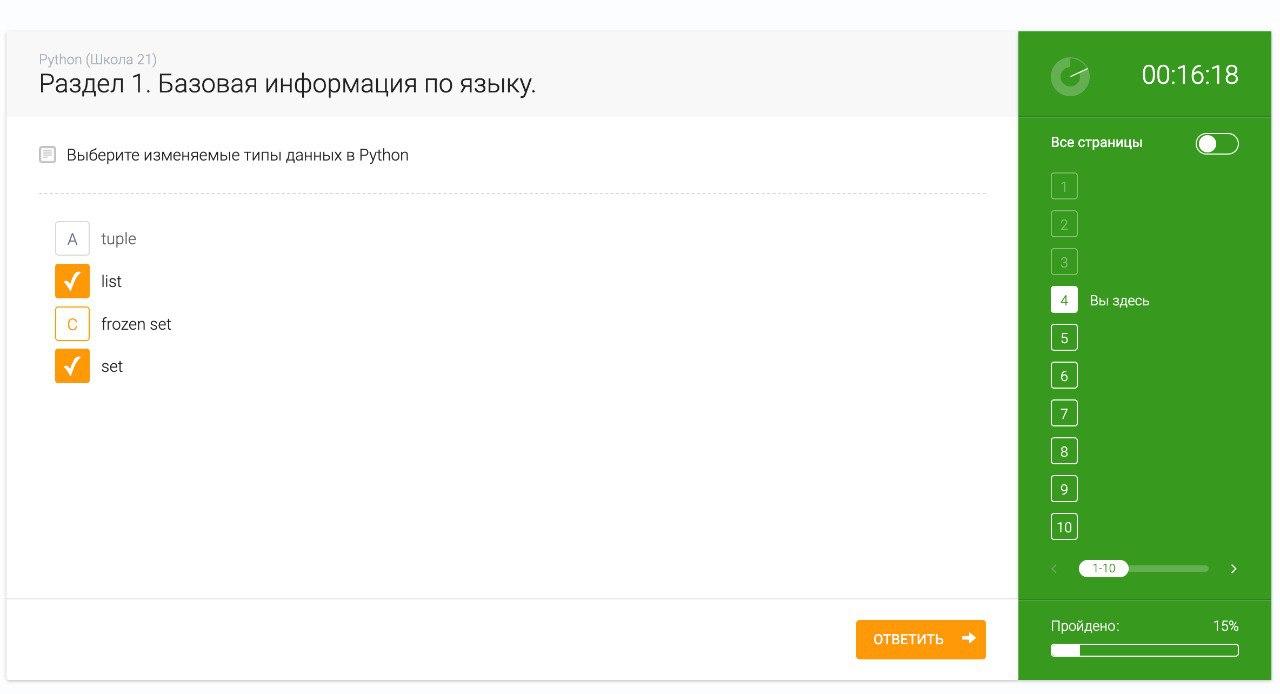 Python (Школа 21)
Раздел 1. Базовая информация по языку.
00:16:18
Выберите изменяемые типы данных в Python
A tuple
list
C frozen set
set
Все страницы
1
2
3
4 Вы здесь
5
6
7
8
9
10
1-10
ОТВЕТИТЬ
Пройдено: 15%